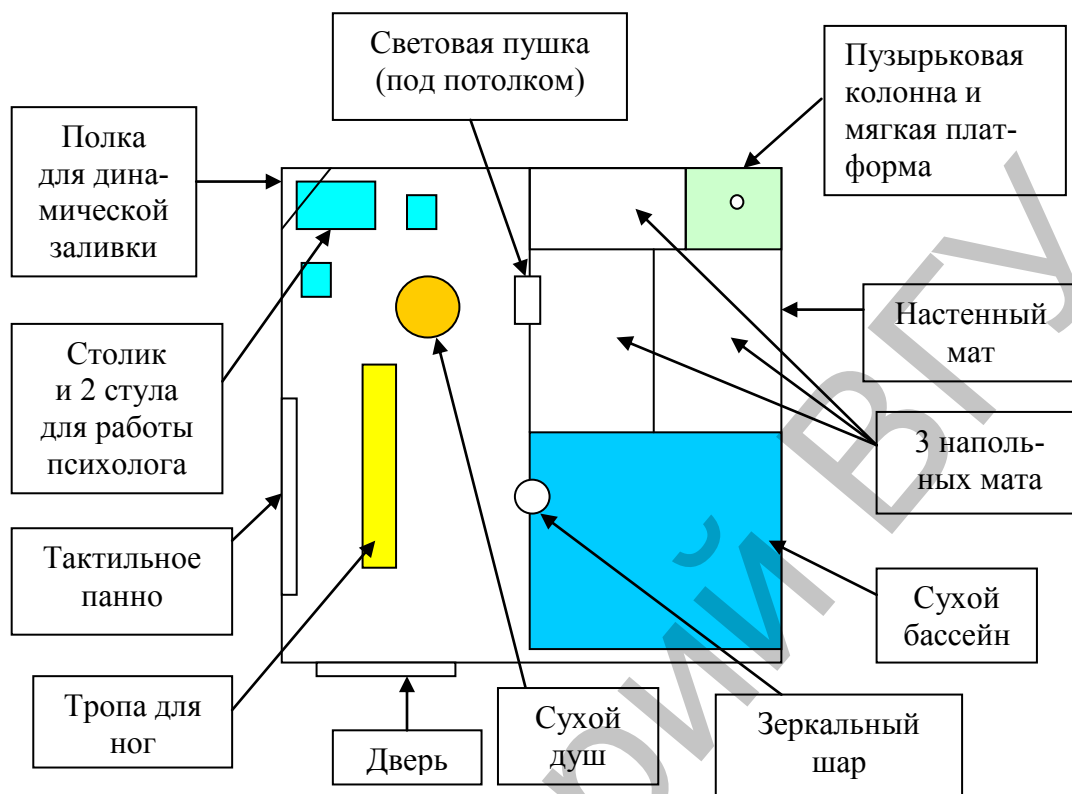 Световая пушка
(под потолком)
Пузырьковая
колонна и
мягкая плат-
форма
Полка
для дина-
мической
заливки
Настенный
мат
Столик
и 2 стула
для работы
психолога
3 наполь-
ных мата
Тактильное
панно
Сухой
бассейн
Тропа для
ног
Дверь
Сухой
душ
Зеркальный
шар
рий ВГУ